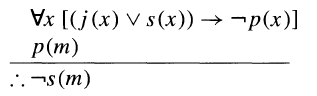 ∀x [(j(x) ∨ s(x)) → ¬p(x)]
p(m)
∴ ¬s(m)